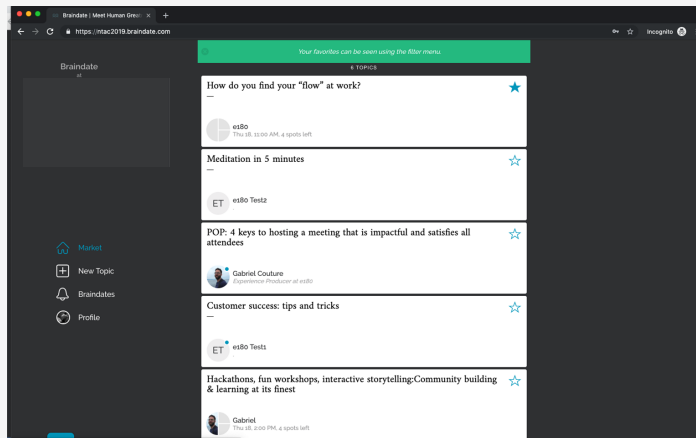 Braindate | Meet Human Great
https://ntac2019.braindate.com
Incognito
Braindate
at
Market
New Topic
Braindates
Profile
Your favorites can be seen using the filter menu.
6 TOPICS
How do you find your “flow” at work?
e180
Thu 18, 11:00 AM, 4 spots left
Meditation in 5 minutes
ET
e180 Test2
POP: 4 keys to hosting a meeting that is impactful and satisfies all
attendees
Gabriel Couture
Experience Producer at e180
Customer success: tips and tricks
ET
e180 Test1
Hackathons, fun workshops, interactive storytelling:Community building
& learning at its finest
Gabriel
Thu 18, 2:00 PM, 4 spots left